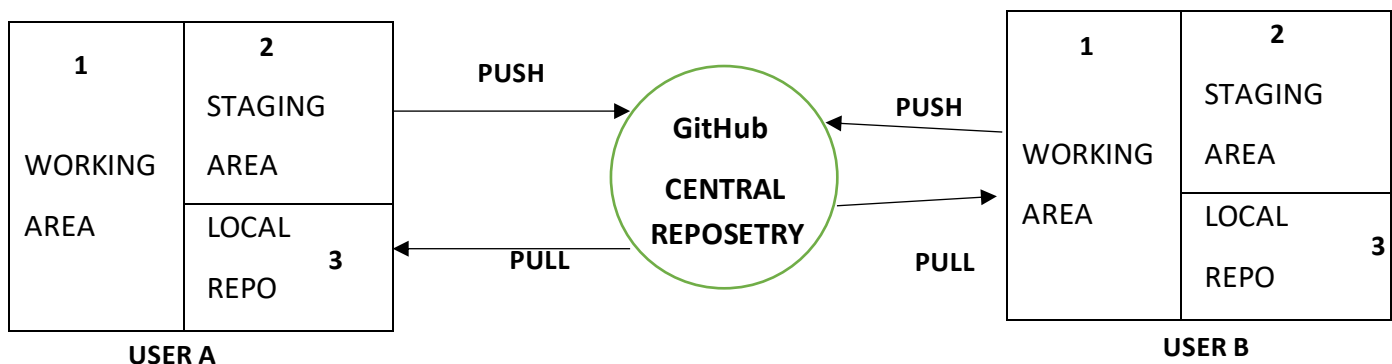 1
2
STAGING
AREA
WORKING
AREA
LOCAL
REPO
3
USER A
PUSH
PULL
GitHub
CENTRAL
REPOSETRY
PUSH
PULL
1
2
STAGING
AREA
WORKING
AREA
LOCAL
REPO
3
USER B